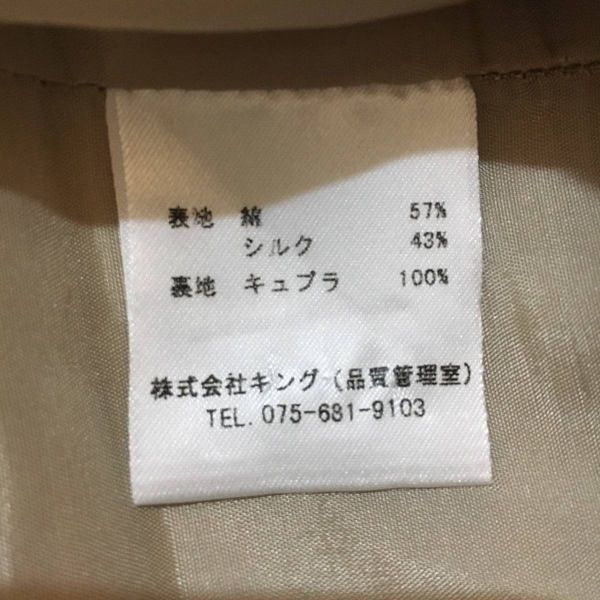 表地 綿 57%
シルク 43%
裏地 キュプラ 100%
株式会社キング(品質管理室)
TEL. 075-681-9103